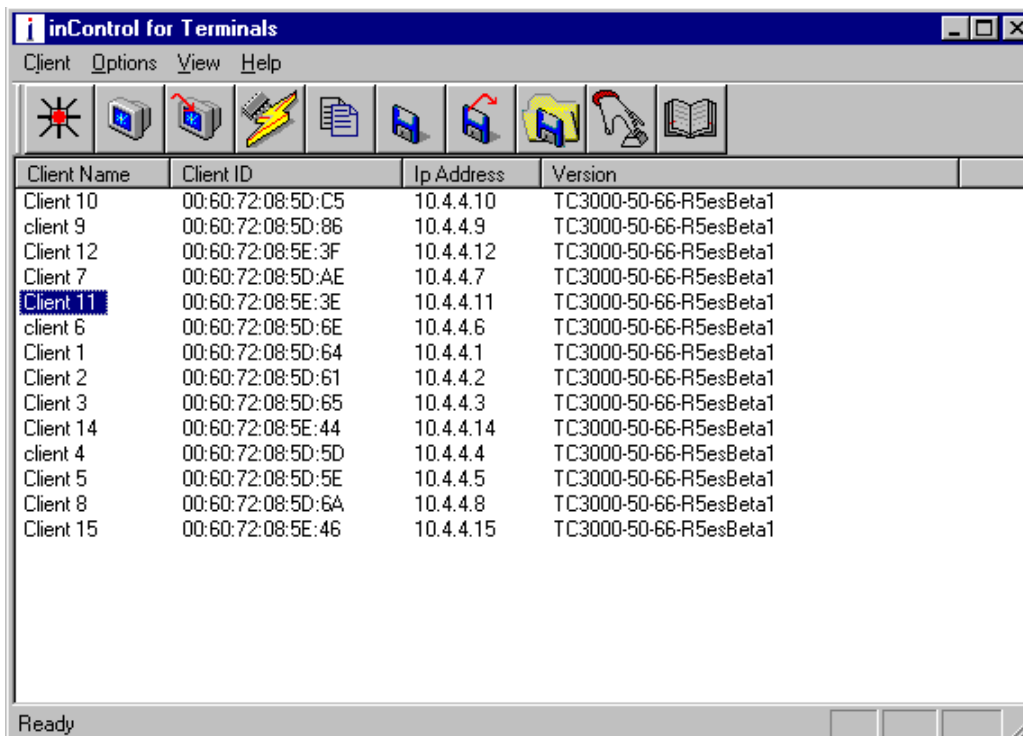 inControl for Terminals
Client Options View Help
Client Name Client ID Ip Address Version
Client 10 00:60:72:08:5D:C5 10.4.4.10 TC3000-50-66-R5esBeta1
client 9 00:60:72:08:5D:86 10.4.4.9 TC3000-50-66-R5esBeta1
Client 12 00:60:72:08:5E:3F 10.4.4.12 TC3000-50-66-R5esBeta1
Client 7 00:60:72:08:5D:AE 10.4.4.7 TC3000-50-66-R5esBeta1
Client 11 00:60:72:08:5E:3E 10.4.4.11 TC3000-50-66-R5esBeta1
client 6 00:60:72:08:5D:6E 10.4.4.6 TC3000-50-66-R5esBeta1
Client 1 00:60:72:08:5D:64 10.4.4.1 TC3000-50-66-R5esBeta1
Client 2 00:60:72:08:5D:61 10.4.4.2 TC3000-50-66-R5esBeta1
Client 3 00:60:72:08:5D:65 10.4.4.3 TC3000-50-66-R5esBeta1
Client 14 00:60:72:08:5E:44 10.4.4.14 TC3000-50-66-R5esBeta1
client 4 00:60:72:08:5D:5D 10.4.4.4 TC3000-50-66-R5esBeta1
Client 5 00:60:72:08:5D:5E 10.4.4.5 TC3000-50-66-R5esBeta1
Client 8 00:60:72:08:5D:6A 10.4.4.8 TC3000-50-66-R5esBeta1
Client 15 00:60:72:08:5E:46 10.4.4.15 TC3000-50-66-R5esBeta1
Ready